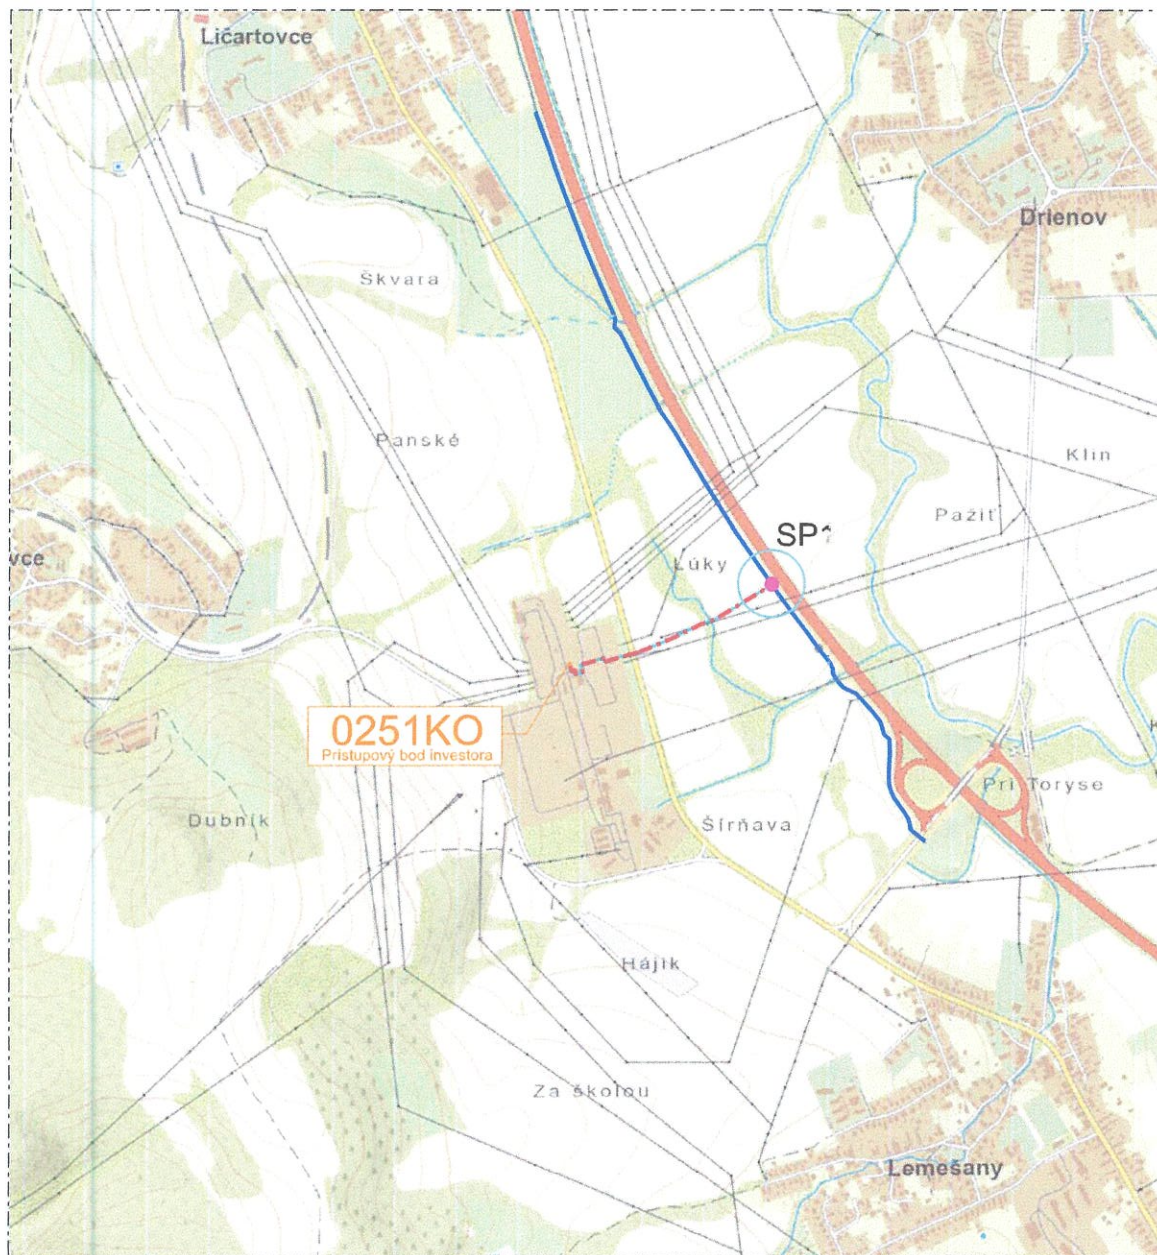 Ličartovce
Drienov
Škvara
Panské
Klin
Pažiť
SP1
Lúky
vce
0251KO
Prístupový bod investora
Pri Toryse
Dubník
Šírňava
Hájik
Za školou
Lemešany